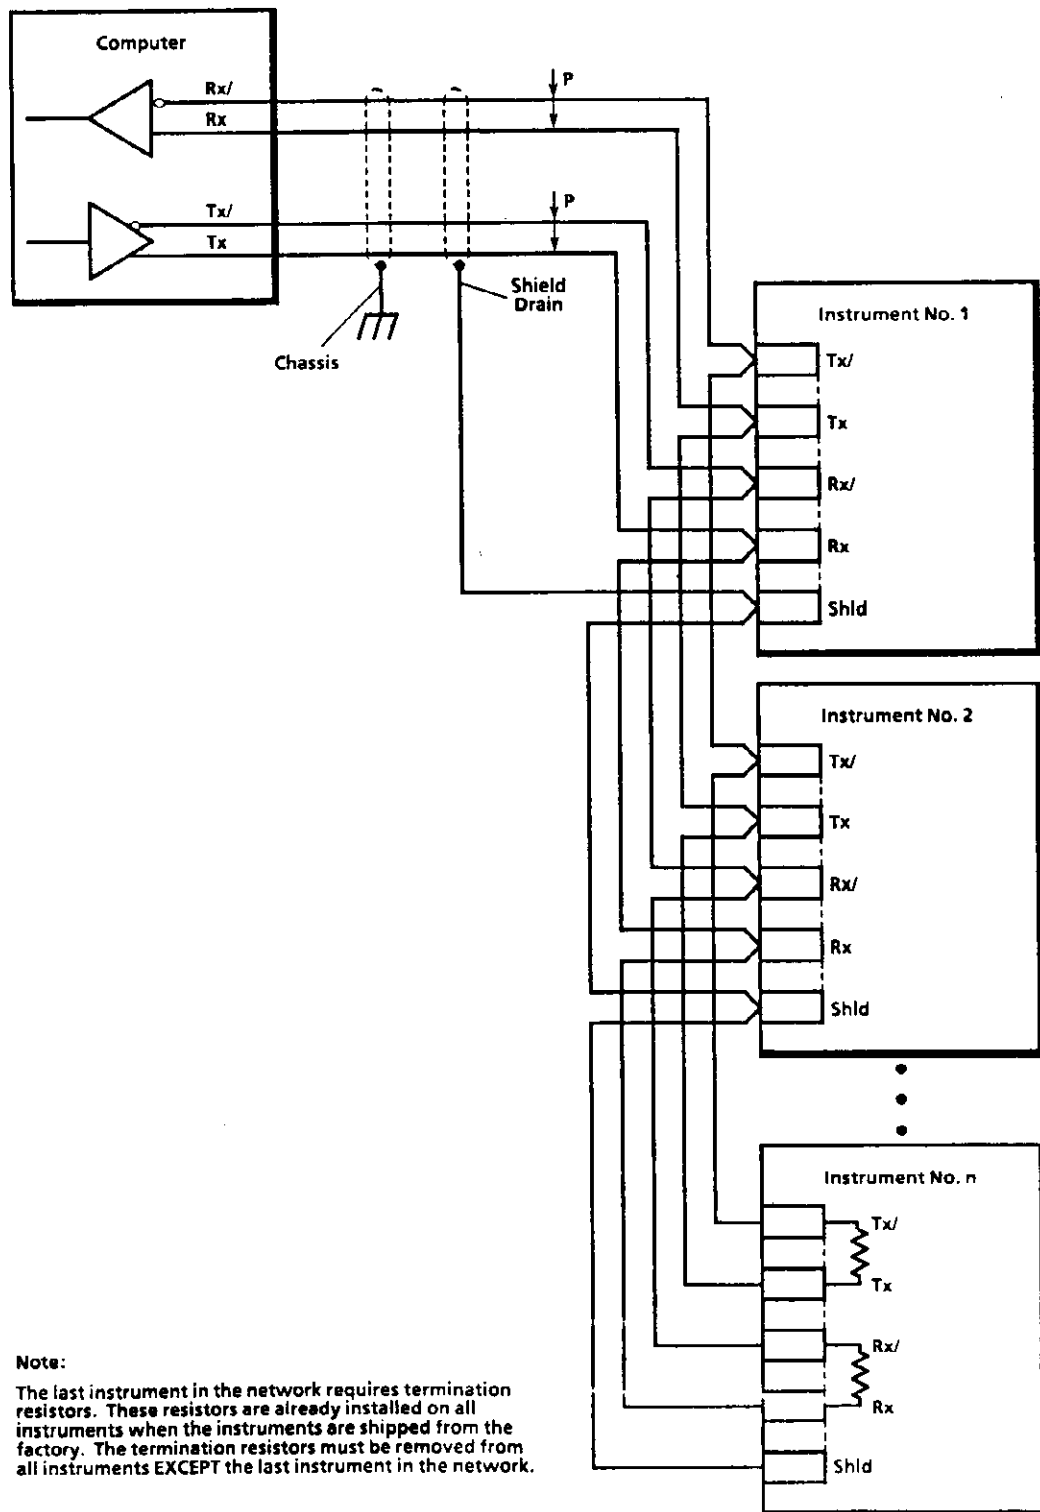 Computer
Rx/
Rx
P
Tx/
Tx
P
Chassis
Shield
Drain
Instrument No. 1
Tx/
Tx
Rx/
Rx
Shld
Instrument No. 2
Tx/
Tx
Rx/
Rx
Shld
Instrument No. n
Tx/
Tx
Rx/
Rx
Shld
Note:
The last instrument in the network requires termination
resistors. These resistors are already installed on all
instruments when the instruments are shipped from the
factory. The termination resistors must be removed from
all instruments EXCEPT the last instrument in the network.